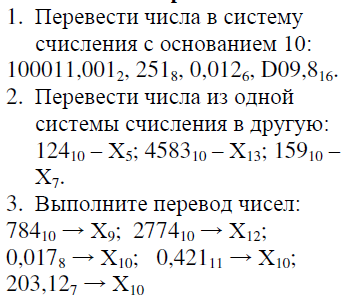 1. Перевести числа в систему
счисления с основанием 10:
100011,001₂, 251₈, 0,012₆, D09,8₁₆.
2. Перевести числа из одной
системы счисления в другую:
124₁₀ – X₅; 4583₁₀ – X₁₃; 159₁₀ –
X₇.
3. Выполните перевод чисел:
784₁₀ → X₉; 2774₁₀ → X₁₂;
0,017₈ → X₁₀; 0,421₁₁ → X₁₀;
203,12₇ → X₁₀